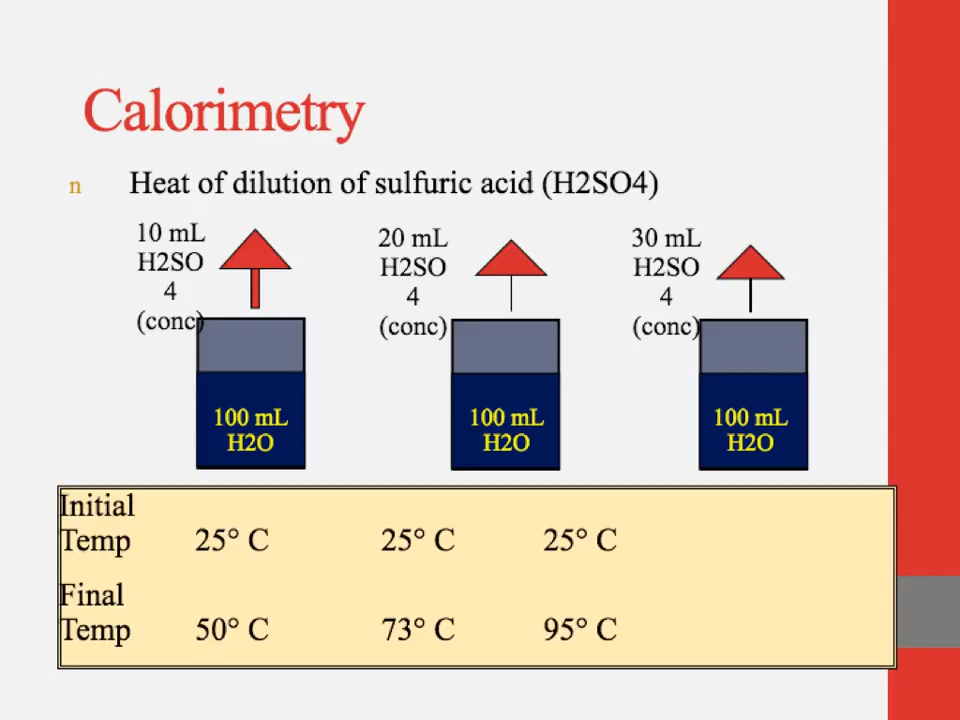 Calorimetry
n Heat of dilution of sulfuric acid (H2SO4)
10 mL
H2SO
4
(conc)
20 mL
H2SO
4
(conc)
30 mL
H2SO
4
(conc)
100 mL
H2O
100 mL
H2O
100 mL
H2O
Initial
Temp 25° C 25° C 25° C
Final
Temp 50° C 73° C 95° C